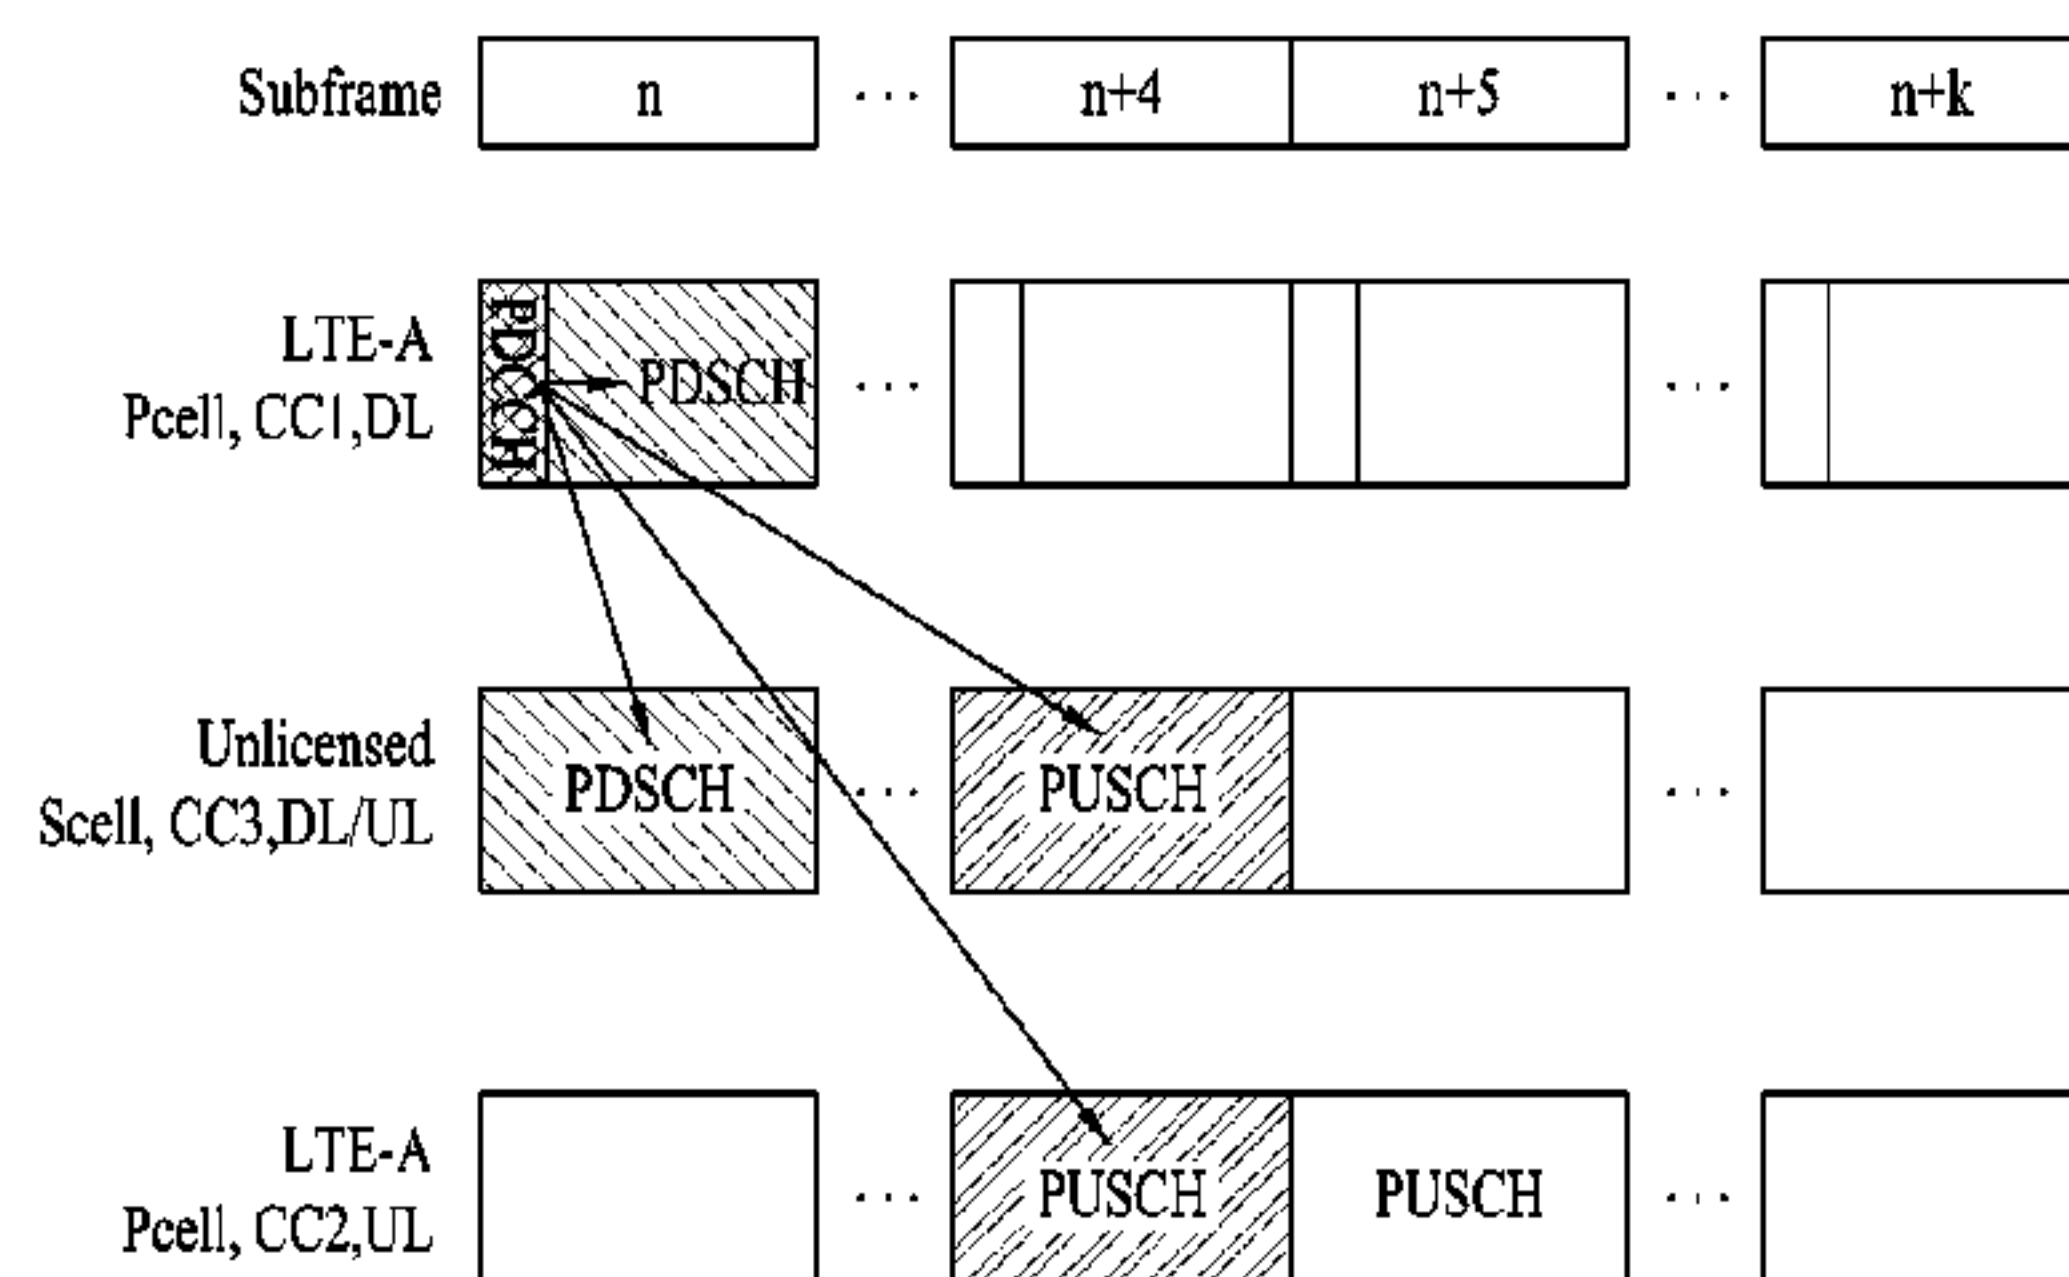 Subframe n ... n+4 n+5 ... n+k
LTE-A
Pcell, CC1,DL
PDCCH PDSCH ... ...
Unlicensed
Scell, CC3,DL/UL
PDSCH ... PUSCH ...
LTE-A
Pcell, CC2,UL
... PUSCH PUSCH ...